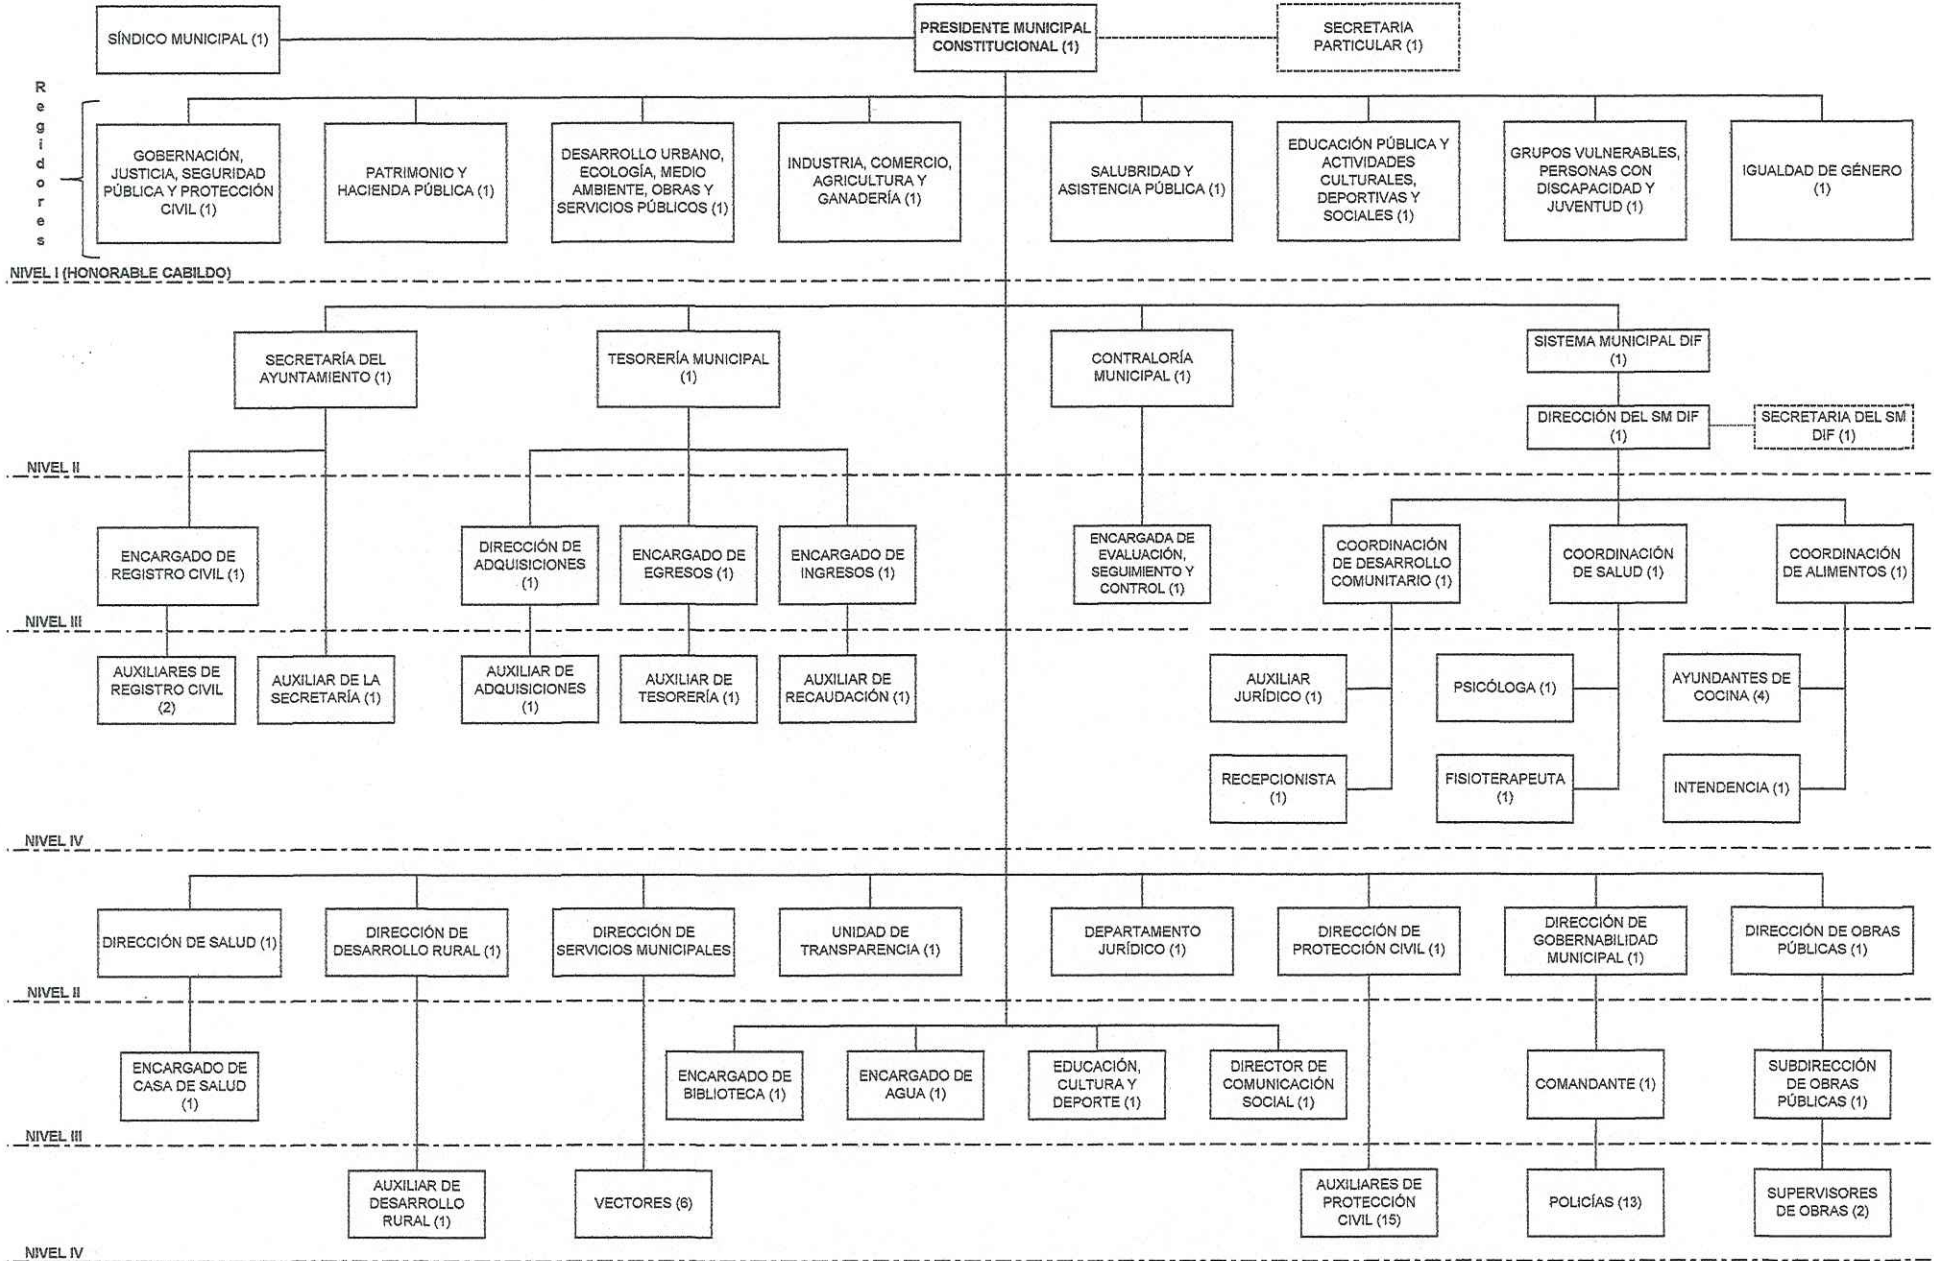 SÍNDICO MUNICIPAL (1)
PRESIDENTE MUNICIPAL
CONSTITUCIONAL (1)
SECRETARIA
PARTICULAR (1)
Regidores
GOBERNACIÓN,
JUSTICIA, SEGURIDAD
PÚBLICA Y PROTECCIÓN
CIVIL (1)
PATRIMONIO Y
HACIENDA PÚBLICA (1)
DESARROLLO URBANO,
ECOLOGÍA, MEDIO
AMBIENTE, OBRAS Y
SERVICIOS PÚBLICOS (1)
INDUSTRIA, COMERCIO,
AGRICULTURA Y
GANADERÍA (1)
SALUBRIDAD Y
ASISTENCIA PÚBLICA (1)
EDUCACIÓN PÚBLICA Y
ACTIVIDADES
CULTURALES,
DEPORTIVAS Y
SOCIALES (1)
GRUPOS VULNERABLES,
PERSONAS CON
DISCAPACIDAD Y
JUVENTUD (1)
IGUALDAD DE GÉNERO
(1)
NIVEL I (HONORABLE CABILDO)
SECRETARÍA DEL
AYUNTAMIENTO (1)
TESORERÍA MUNICIPAL
(1)
CONTRALORÍA
MUNICIPAL (1)
SISTEMA MUNICIPAL DIF
(1)
DIRECCIÓN DEL SM DIF
(1)
SECRETARIA DEL SM
DIF (1)
NIVEL II
ENCARGADO DE
REGISTRO CIVIL (1)
DIRECCIÓN DE
ADQUISICIONES
(1)
ENCARGADO DE
EGRESOS (1)
ENCARGADO DE
INGRESOS (1)
ENCARGADA DE
EVALUACIÓN,
SEGUIMIENTO Y
CONTROL (1)
COORDINACIÓN
DE DESARROLLO
COMUNITARIO (1)
COORDINACIÓN
DE SALUD (1)
COORDINACIÓN
DE ALIMENTOS (1)
NIVEL III
AUXILIARES DE
REGISTRO CIVIL
(2)
AUXILIAR DE LA
SECRETARÍA (1)
AUXILIAR DE
ADQUISICIONES
(1)
AUXILIAR DE
TESORERÍA (1)
AUXILIAR DE
RECAUDACIÓN (1)
AUXILIAR
JURÍDICO (1)
PSICÓLOGA (1)
AYUNDANTES DE
COCINA (4)
RECEPCIONISTA
(1)
FISIOTERAPEUTA
(1)
INTENDENCIA (1)
NIVEL IV
DIRECCIÓN DE SALUD (1)
DIRECCIÓN DE
DESARROLLO RURAL (1)
DIRECCIÓN DE
SERVICIOS MUNICIPALES
UNIDAD DE
TRANSPARENCIA (1)
DEPARTAMENTO
JURÍDICO (1)
DIRECCIÓN DE
PROTECCIÓN CIVIL (1)
DIRECCIÓN DE
GOBERNABILIDAD
MUNICIPAL (1)
DIRECCIÓN DE OBRAS
PÚBLICAS (1)
NIVEL II
ENCARGADO DE
CASA DE SALUD
(1)
ENCARGADO DE
BIBLIOTECA (1)
ENCARGADO DE
AGUA (1)
EDUCACIÓN,
CULTURA Y
DEPORTE (1)
DIRECTOR DE
COMUNICACIÓN
SOCIAL (1)
COMANDANTE (1)
SUBDIRECCIÓN
DE OBRAS
PÚBLICAS (1)
NIVEL III
AUXILIAR DE
DESARROLLO
RURAL (1)
VECTORES (6)
AUXILIARES DE
PROTECCIÓN
CIVIL (15)
POLICÍAS (13)
SUPERVISORES
DE OBRAS (2)
NIVEL IV